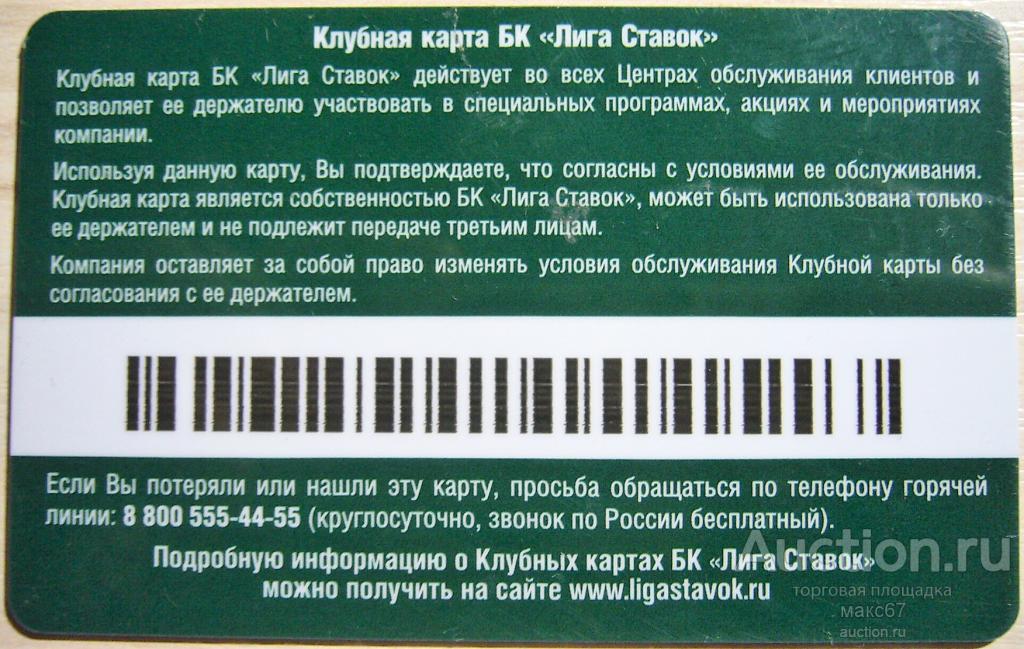 Клубная карта БК «Лига Ставок»
Клубная карта БК «Лига Ставок» действует во всех Центрах обслуживания клиентов и
позволяет ее держателю участвовать в специальных программах, акциях и мероприятиях
компании.
Используя данную карту, Вы подтверждаете, что согласны с условиями ее обслуживания.
Клубная карта является собственностью БК «Лига Ставок», может быть использована только
ее держателем и не подлежит передаче третьим лицам.
Компания оставляет за собой право изменять условия обслуживания Клубной карты без
согласования с ее держателем.
Если Вы потеряли или нашли эту карту, просьба обращаться по телефону горячей
линии: 8 800 555-44-55 (круглосуточно, звонок по России бесплатный).
Подробную информацию о Клубных картах БК «Лига Ставок»
можно получить на сайте www.ligastavok.ru
Auction.ru
торговая площадка
макс67
auction.ru